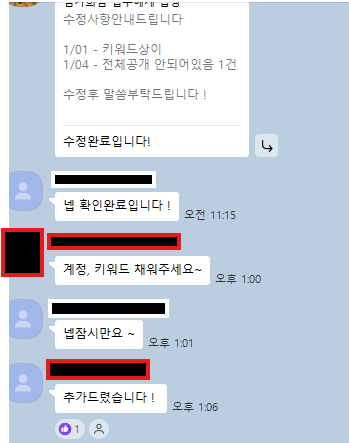 수정사항안내드립니다
1/01 - 키워드상이
1/04 - 전체공개 안되어있음 1건
수정후 말씀부탁드립니다 !
수정완료입니다!
넵 확인완료입니다 !
오전 11:15
계정, 키워드 채워주세요~
오후 1:00
넵잠시만요 ~
오후 1:01
추가드렸습니다 !
오후 1:06
1